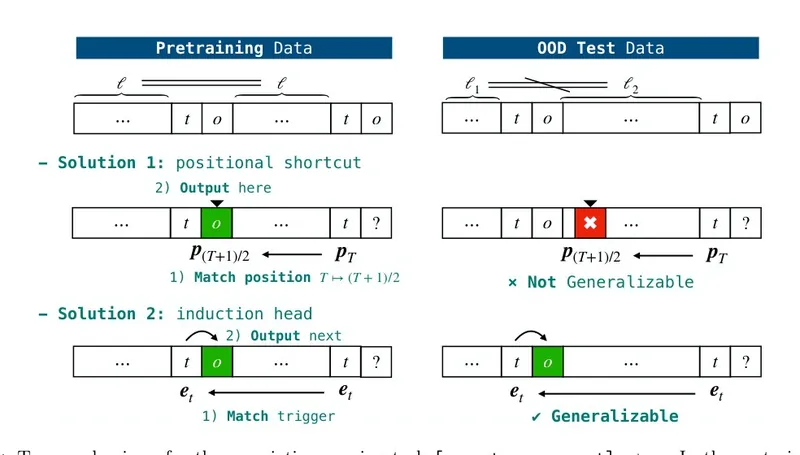 Pretraining Data
OOD Test Data
ℓ ℓ
ℓ₁ ℓ₂
... t o ... t o
... t o ... t o
– Solution 1: positional shortcut
2) Output here
... t o ... t ?
... t o ✖ ... t ?
p(T+1)/2 pT
p(T+1)/2 pT
1) Match position T ↦ (T + 1)/2
× Not Generalizable
– Solution 2: induction head
2) Output next
... t o ... t ?
... t o ... t ?
et et
et et
1) Match trigger
✔ Generalizable